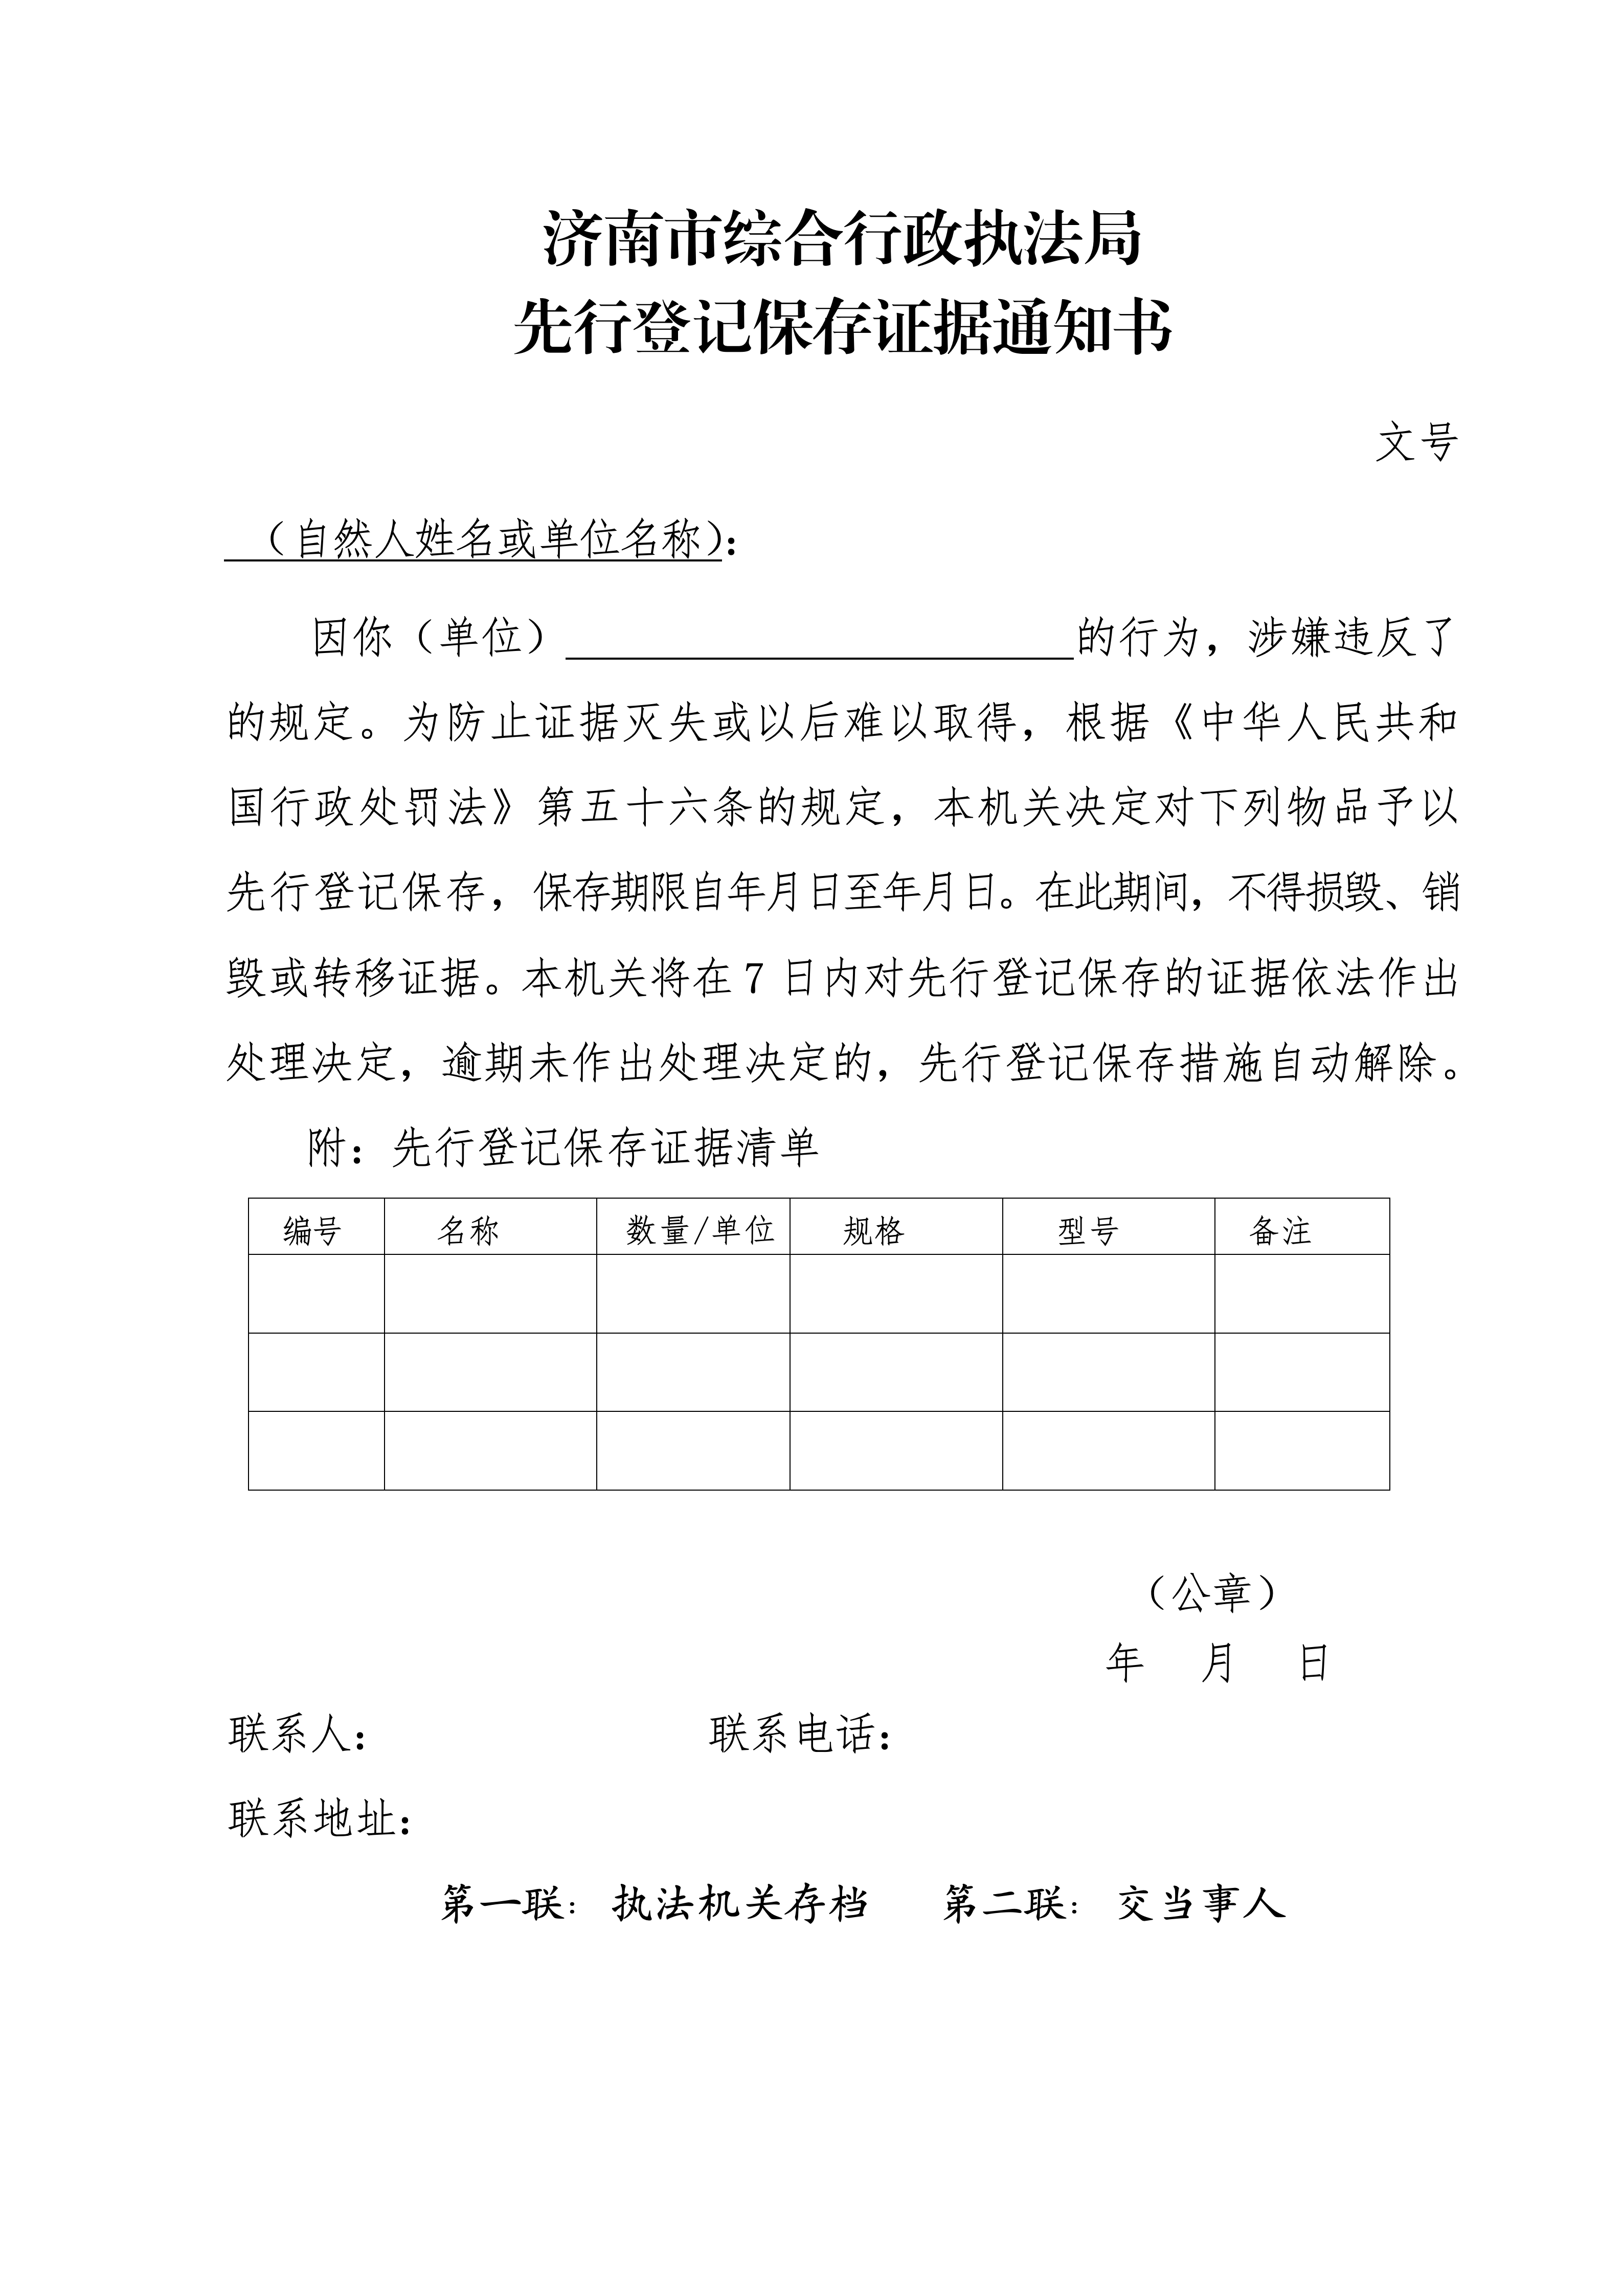 济南市综合行政执法局
先行登记保存证据通知书
文号
（自然人姓名或单位名称）：
因你（单位）____________________的行为，涉嫌违反了
的规定。为防止证据灭失或以后难以取得，根据《中华人民共和
国行政处罚法》第五十六条的规定，本机关决定对下列物品予以
先行登记保存，保存期限自年月日至年月日。在此期间，不得损毁、销
毁或转移证据。本机关将在 7 日内对先行登记保存的证据依法作出
处理决定，逾期未作出处理决定的，先行登记保存措施自动解除。
附：先行登记保存证据清单
编号 名称 数量/单位 规格 型号 备注
（公章）
年 月 日
联系人： 联系电话：
联系地址：
第一联：执法机关存档 第二联：交当事人